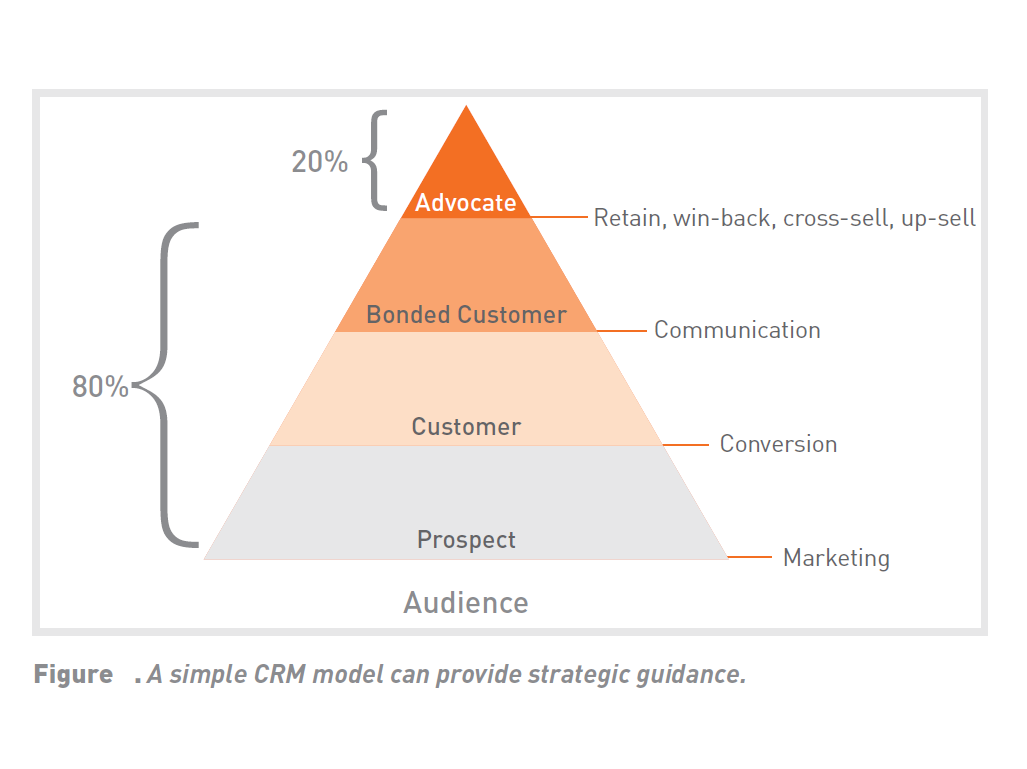 20%
Advocate
Retain, win-back, cross-sell, up-sell
Bonded Customer
Communication
80%
Customer
Conversion
Prospect
Marketing
Audience
Figure . A simple CRM model can provide strategic guidance.